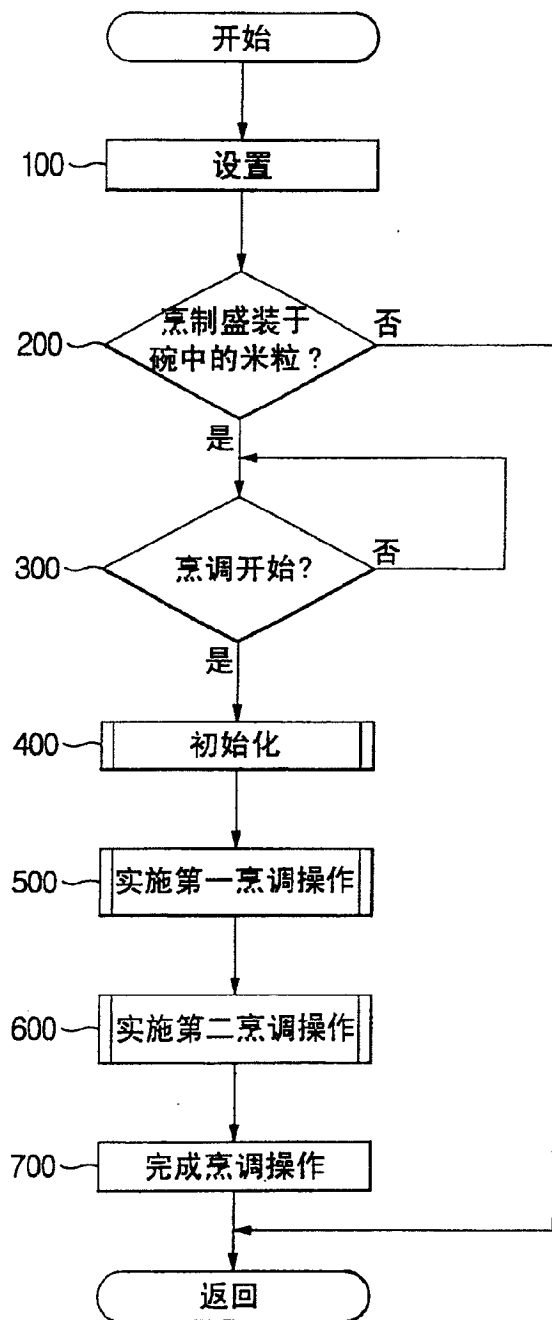 开始
100
设置
200
烹制盛装于
碗中的米粒?
否
是
300
烹调开始?
否
是
400
初始化
500
实施第一烹调操作
600
实施第二烹调操作
700
完成烹调操作
返回